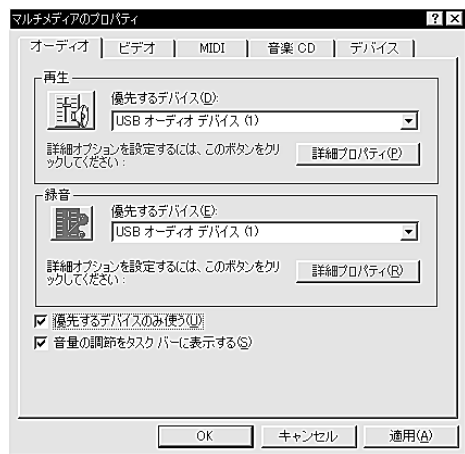 マルチメディアのプロパティ
オーディオ ビデオ MIDI 音楽 CD デバイス
再生
優先するデバイス(D):
USB オーディオ デバイス (1)
詳細オプションを設定するには、このボタンをクリ
ックしてください :
詳細プロパティ(P)
録音
優先するデバイス(E):
USB オーディオ デバイス (1)
詳細オプションを設定するには、このボタンをクリ
ックしてください :
詳細プロパティ(R)
優先するデバイスのみ使う(U)
音量の調節をタスク バーに表示する(S)
OK キャンセル 適用(A)